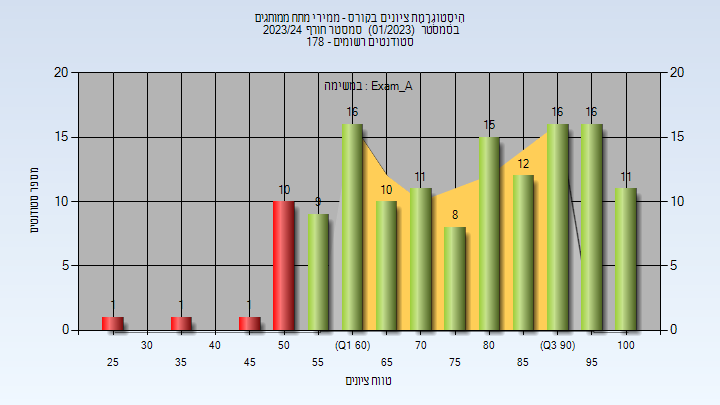 הִיסְטוֹגְרָמַת ציונים בקורס - ממירי מתח ממותגים
בסמסטר (01/2023) סמסטר חורף 2023/24
סטודנטים רשומים - 178
במשימה : Exam_A
20 20
15 15
10 10
5 5
0 0
מספר סטודנטים
1 1 1 10 9 16 10 11 8 15 12 16 16 11
30 40 50 (Q1 60) 70 80 (Q3 90) 100
25 35 45 55 65 75 85 95
טווח ציונים